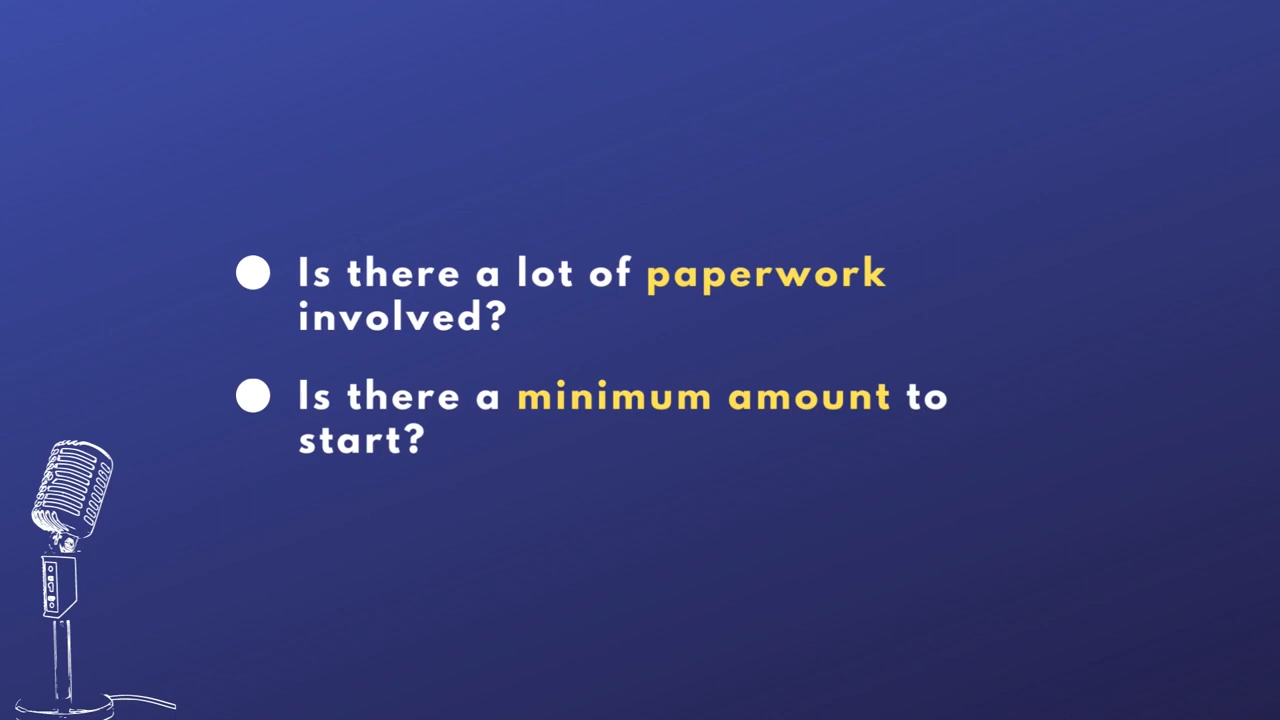 Is there a lot of paperwork
involved?
Is there a minimum amount to
start?